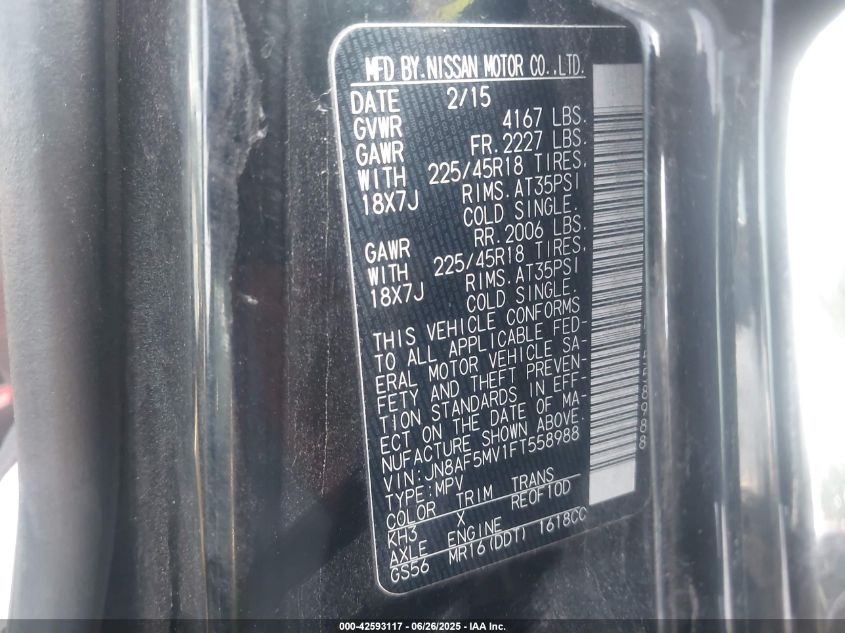 MFD BY.NISSAN MOTOR CO.,LTD.
DATE 2/15
GVWR 4167 LBS.
GAWR FR.2227 LBS.
WITH 225/45R18 TIRES.
18X7J RIMS.AT35PSI
COLD SINGLE.
GAWR RR.2006 LBS.
WITH 225/45R18 TIRES.
18X7J RIMS.AT35PSI
COLD SINGLE.
THIS VEHICLE CONFORMS
TO ALL APPLICABLE FED-
ERAL MOTOR VEHICLE SA-
FETY AND THEFT PREVEN-
TION STANDARDS IN EFF-
ECT ON THE DATE OF MA-
NUFACTURE SHOWN ABOVE.
VIN:JN8AF5MV1FT558988
TYPE:MPV
COLOR TRIM TRANS
KH3 X REOF10D
AXLE ENGINE
GS56 MR16(DDT) 1618CC
000-42593117 - 06/26/2025 - IAA Inc.